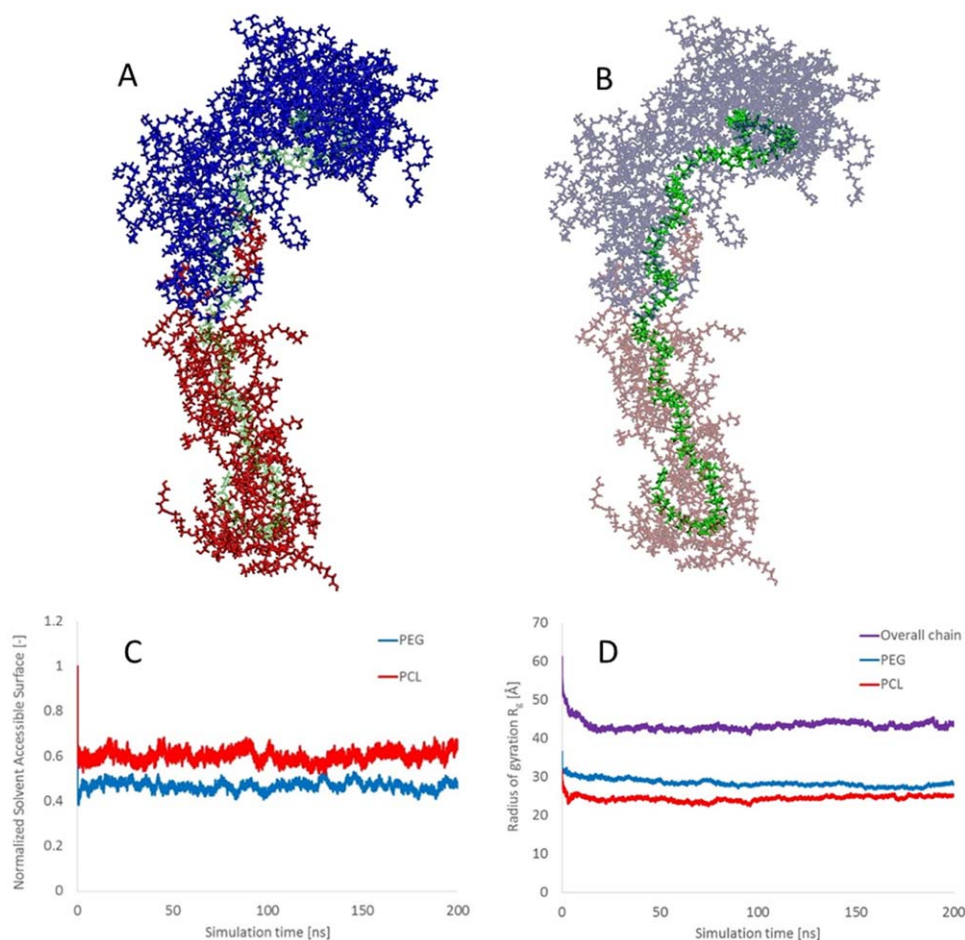 A
B
C
PEG
PCL
Normalized Solvent Accessible Surface [-]
1.2
1
0.8
0.6
0.4
0.2
0
0
50
100
150
200
Simulation time [ns]
D
Overall chain
PEG
PCL
Radius of gyration Rg [Å]
70
60
50
40
30
20
10
0
0
50
100
150
200
Simulation time [ns]